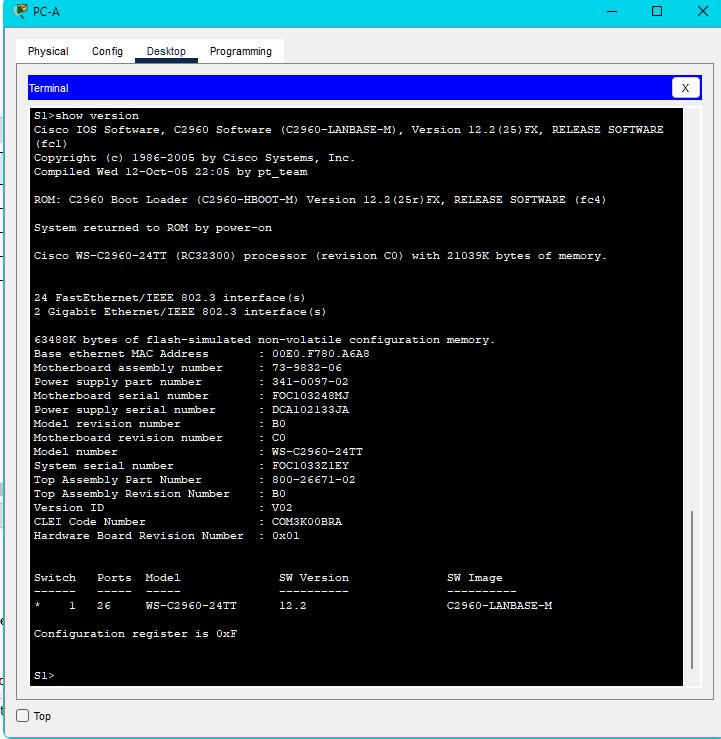 PC-A
Physical Config Desktop Programming
Terminal X
S1>show version
Cisco IOS Software, C2960 Software (C2960-LANBASE-M), Version 12.2(25)FX, RELEASE SOFTWARE
(fc1)
Copyright (c) 1986-2005 by Cisco Systems, Inc.
Compiled Wed 12-Oct-05 22:05 by pt_team
ROM: C2960 Boot Loader (C2960-HBOOT-M) Version 12.2(25r)FX, RELEASE SOFTWARE (fc4)
System returned to ROM by power-on
Cisco WS-C2960-24TT (RC32300) processor (revision C0) with 21039K bytes of memory.
24 FastEthernet/IEEE 802.3 interface(s)
2 Gigabit Ethernet/IEEE 802.3 interface(s)
63488K bytes of flash-simulated non-volatile configuration memory.
Base ethernet MAC Address : 00E0.F780.A6A8
Motherboard assembly number : 73-9832-06
Power supply part number : 341-0097-02
Motherboard serial number : FOC103248MJ
Power supply serial number : DCA102133JA
Model revision number : B0
Motherboard revision number : C0
Model number : WS-C2960-24TT
System serial number : FOC1033Z1EY
Top Assembly Part Number : 800-26671-02
Top Assembly Revision Number : B0
Version ID : V02
CLEI Code Number : COM3K00BRA
Hardware Board Revision Number : 0x01
Switch Ports Model SW Version SW Image
------ ----- ----- ---------- ----------
* 1 26 WS-C2960-24TT 12.2 C2960-LANBASE-M
Configuration register is 0xF
S1>
Top